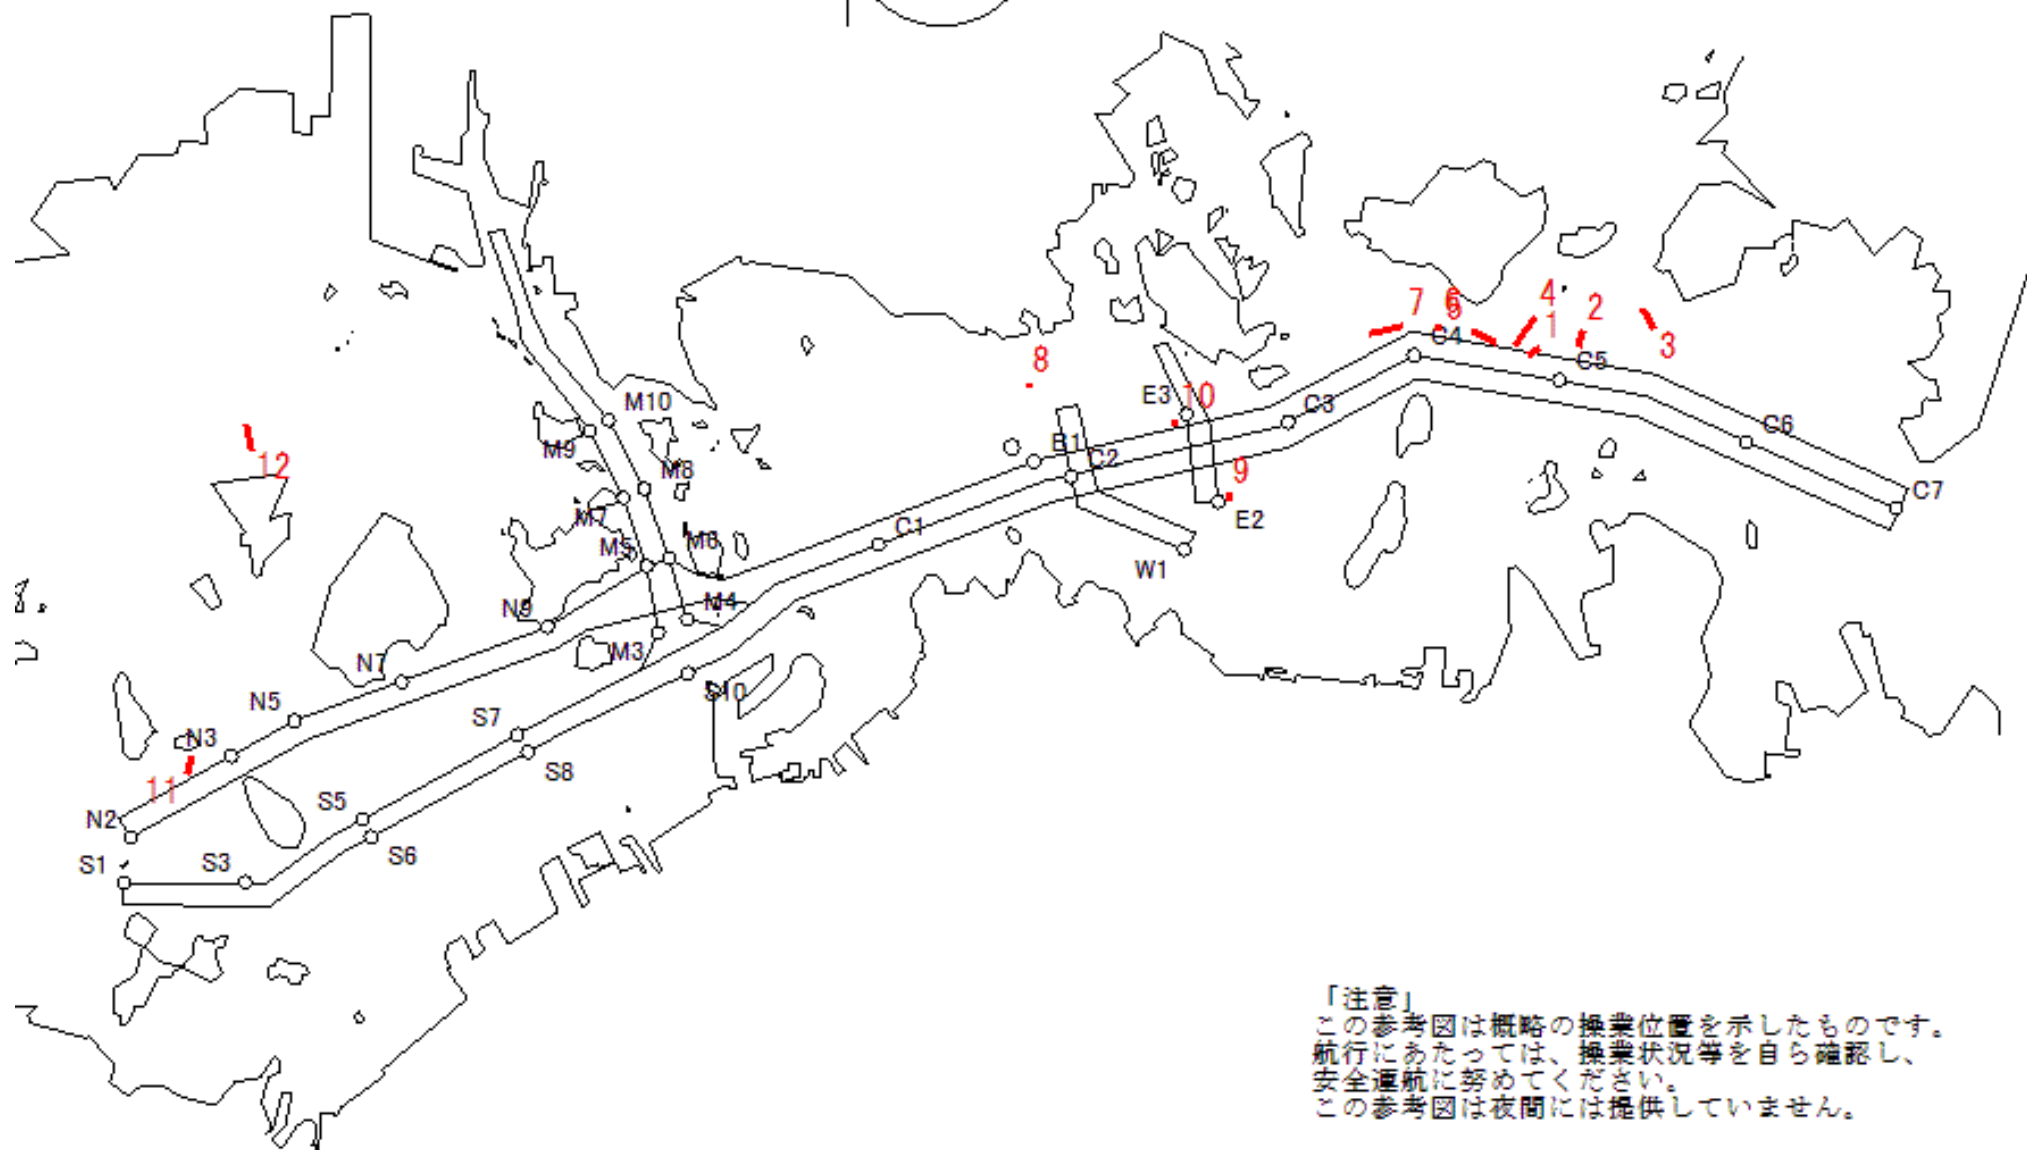 7
6
5
4
1
2
3
C4
C5
8
E3
10
C3
M10
C6
B1
C2
M9
M8
12
9
C7
E2
M7
C1
M5
M6
W1
N9
M4
M3
N7
S10
N5
S7
N3
S8
11
S5
N2
S6
S1
S3
「注意」
この参考図は概略の操業位置を示したものです。
航行にあたっては、操業状況等を自ら確認し、
安全運航に努めてください。
この参考図は夜間には提供していません。